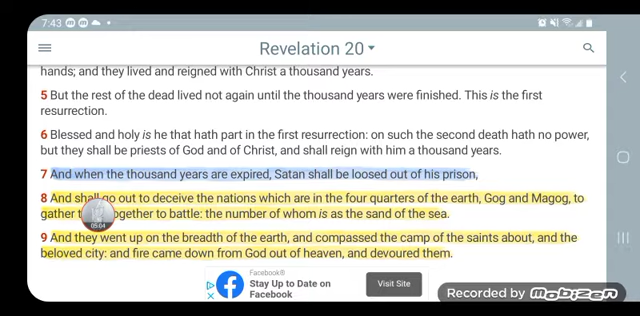 7:43
Revelation 20
hands; and they lived and reigned with Christ a thousand years.
5 But the rest of the dead lived not again until the thousand years were finished. This is the first
resurrection.
6 Blessed and holy is he that hath part in the first resurrection: on such the second death hath no power,
but they shall be priests of God and of Christ, and shall reign with him a thousand years.
7 And when the thousand years are expired, Satan shall be loosed out of his prison,
8 And shall go out to deceive the nations which are in the four quarters of the earth, Gog and Magog, to
gather together to battle: the number of whom is as the sand of the sea.
05:04
9 And they went up on the breadth of the earth, and compassed the camp of the saints about, and the
beloved city: and fire came down from God out of heaven, and devoured them.
Facebook®
Stay Up to Date on
Facebook
Visit Site
Recorded by Mobizen